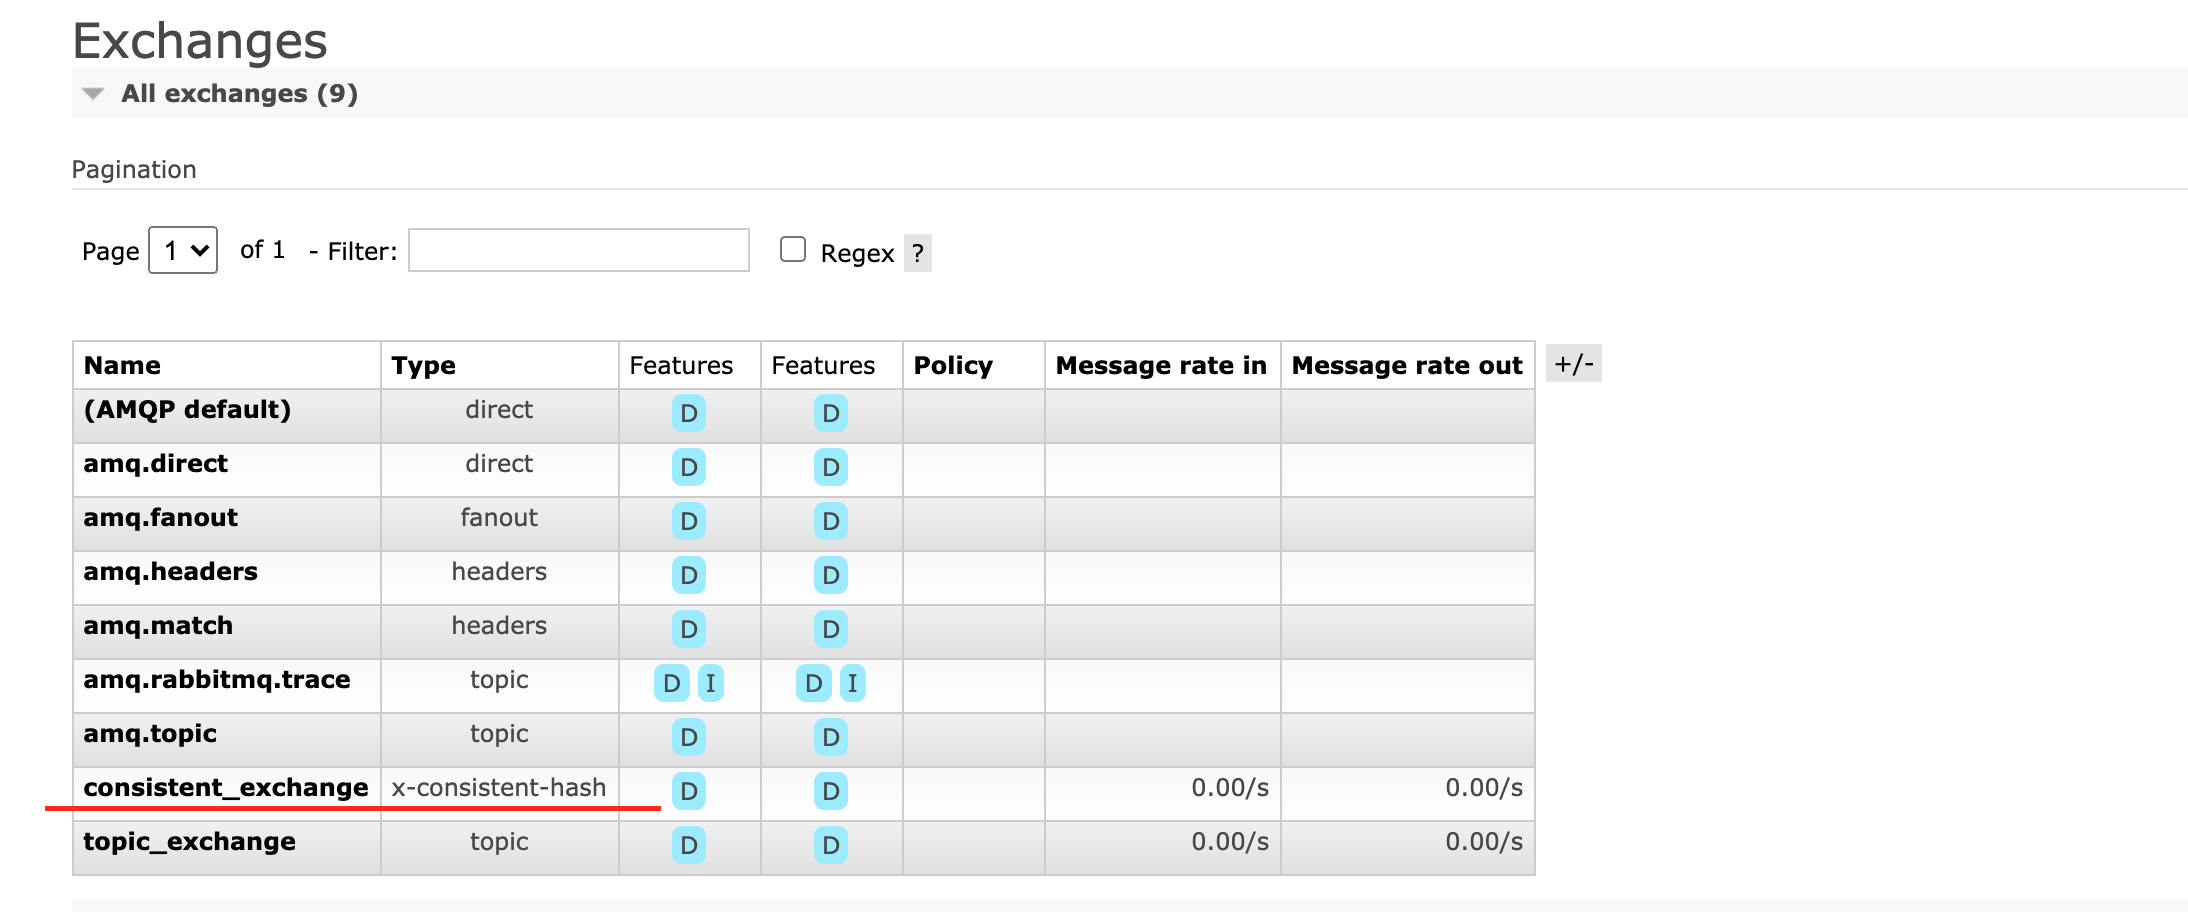 Exchanges
All exchanges (9)
Pagination
Page 1 of 1 - Filter: Regex ?
Name Type Features Features Policy Message rate in Message rate out +/-
(AMQP default) direct D D
amq.direct direct D D
amq.fanout fanout D D
amq.headers headers D D
amq.match headers D D
amq.rabbitmq.trace topic D I D I
amq.topic topic D D
consistent_exchange x-consistent-hash D D 0.00/s 0.00/s
topic_exchange topic D D 0.00/s 0.00/s